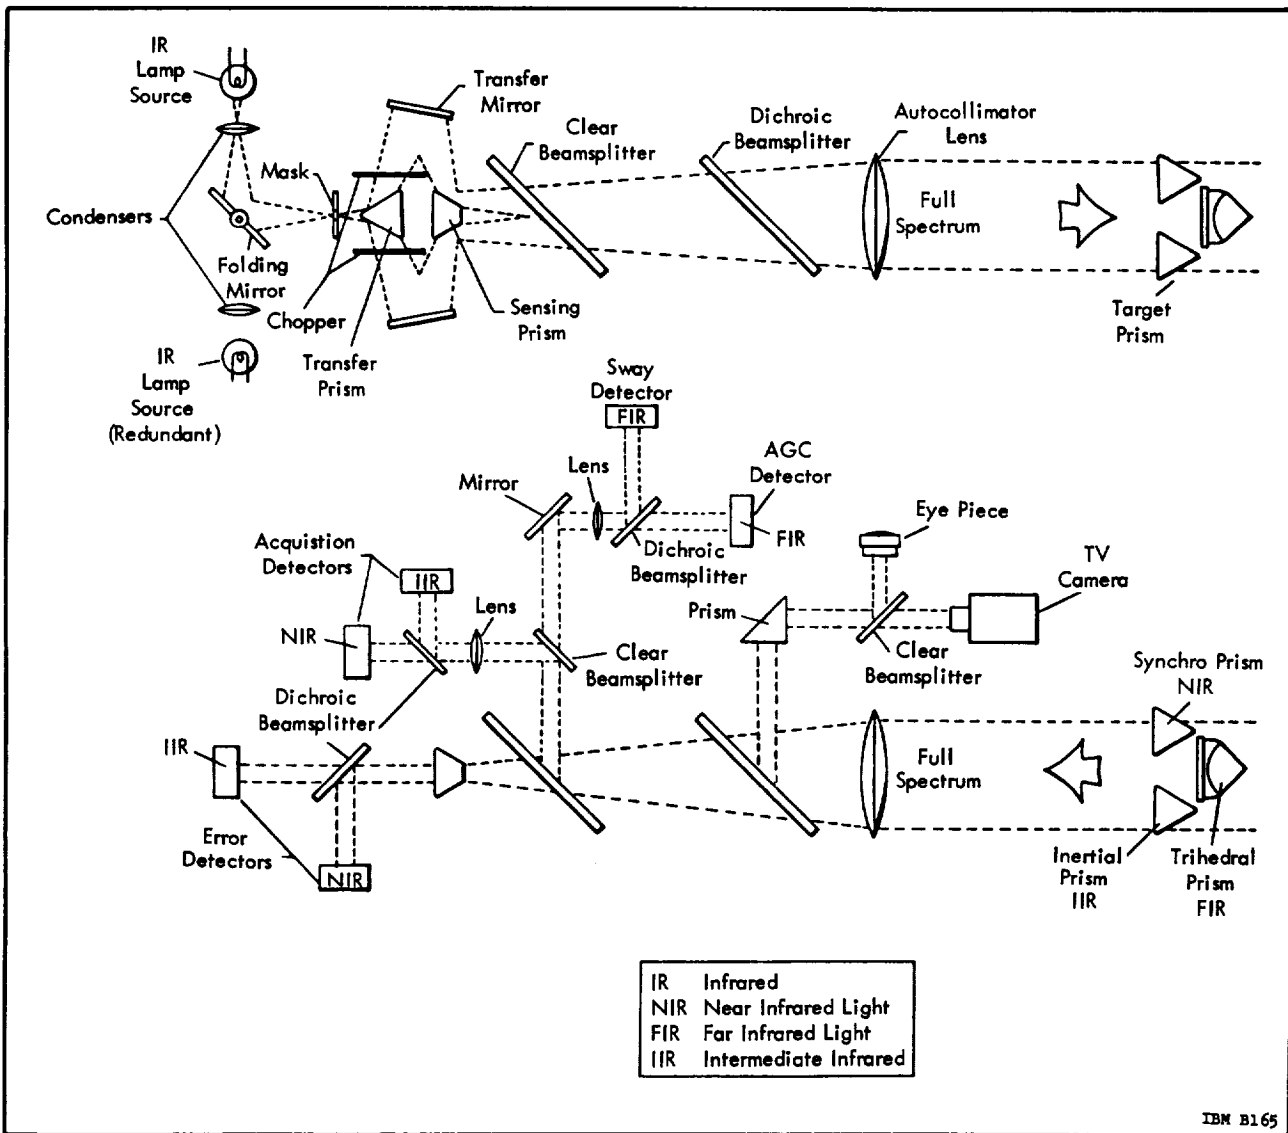 IR
Lamp
Source
Transfer
Mirror
Clear
Beamsplitter
Dichroic
Beamsplitter
Autocollimator
Lens
Mask
Condensers
Full
Spectrum
Folding
Mirror
Chopper
Sensing
Prism
Transfer
Prism
Target
Prism
IR
Lamp
Source
(Redundant)
Sway
Detector
FIR
AGC
Detector
Lens
Mirror
FIR
Dichroic
Beamsplitter
Eye Piece
TV
Camera
Acquistion
Detectors
IIR
Lens
NIR
Clear
Beamsplitter
Prism
Clear
Beamsplitter
Synchro Prism
NIR
Dichroic
Beamsplitter
IIR
Full
Spectrum
Error
Detectors
NIR
Inertial
Prism
IIR
Trihedral
Prism
FIR
IR Infrared
NIR Near Infrared Light
FIR Far Infrared Light
IIR Intermediate Infrared
IBM B165